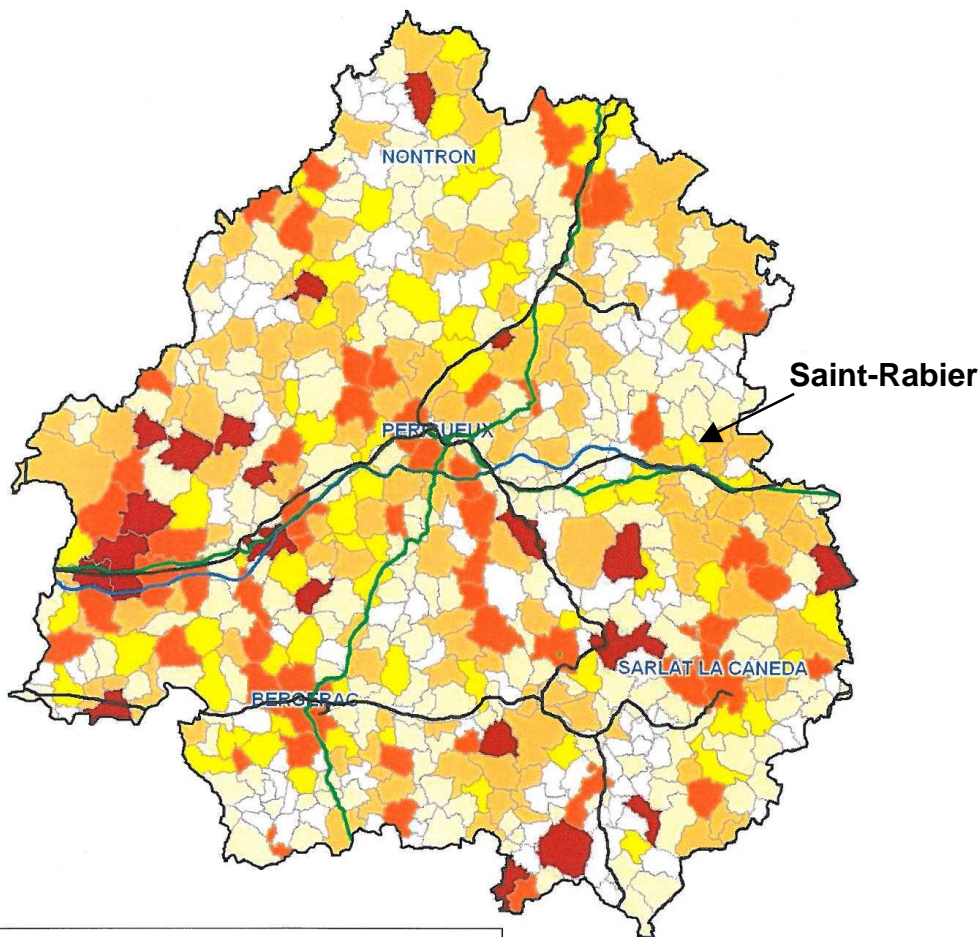 NONTRON
Saint-Rabier
PERIGUEUX
SARLAT LA CANEDA
BERGERAC